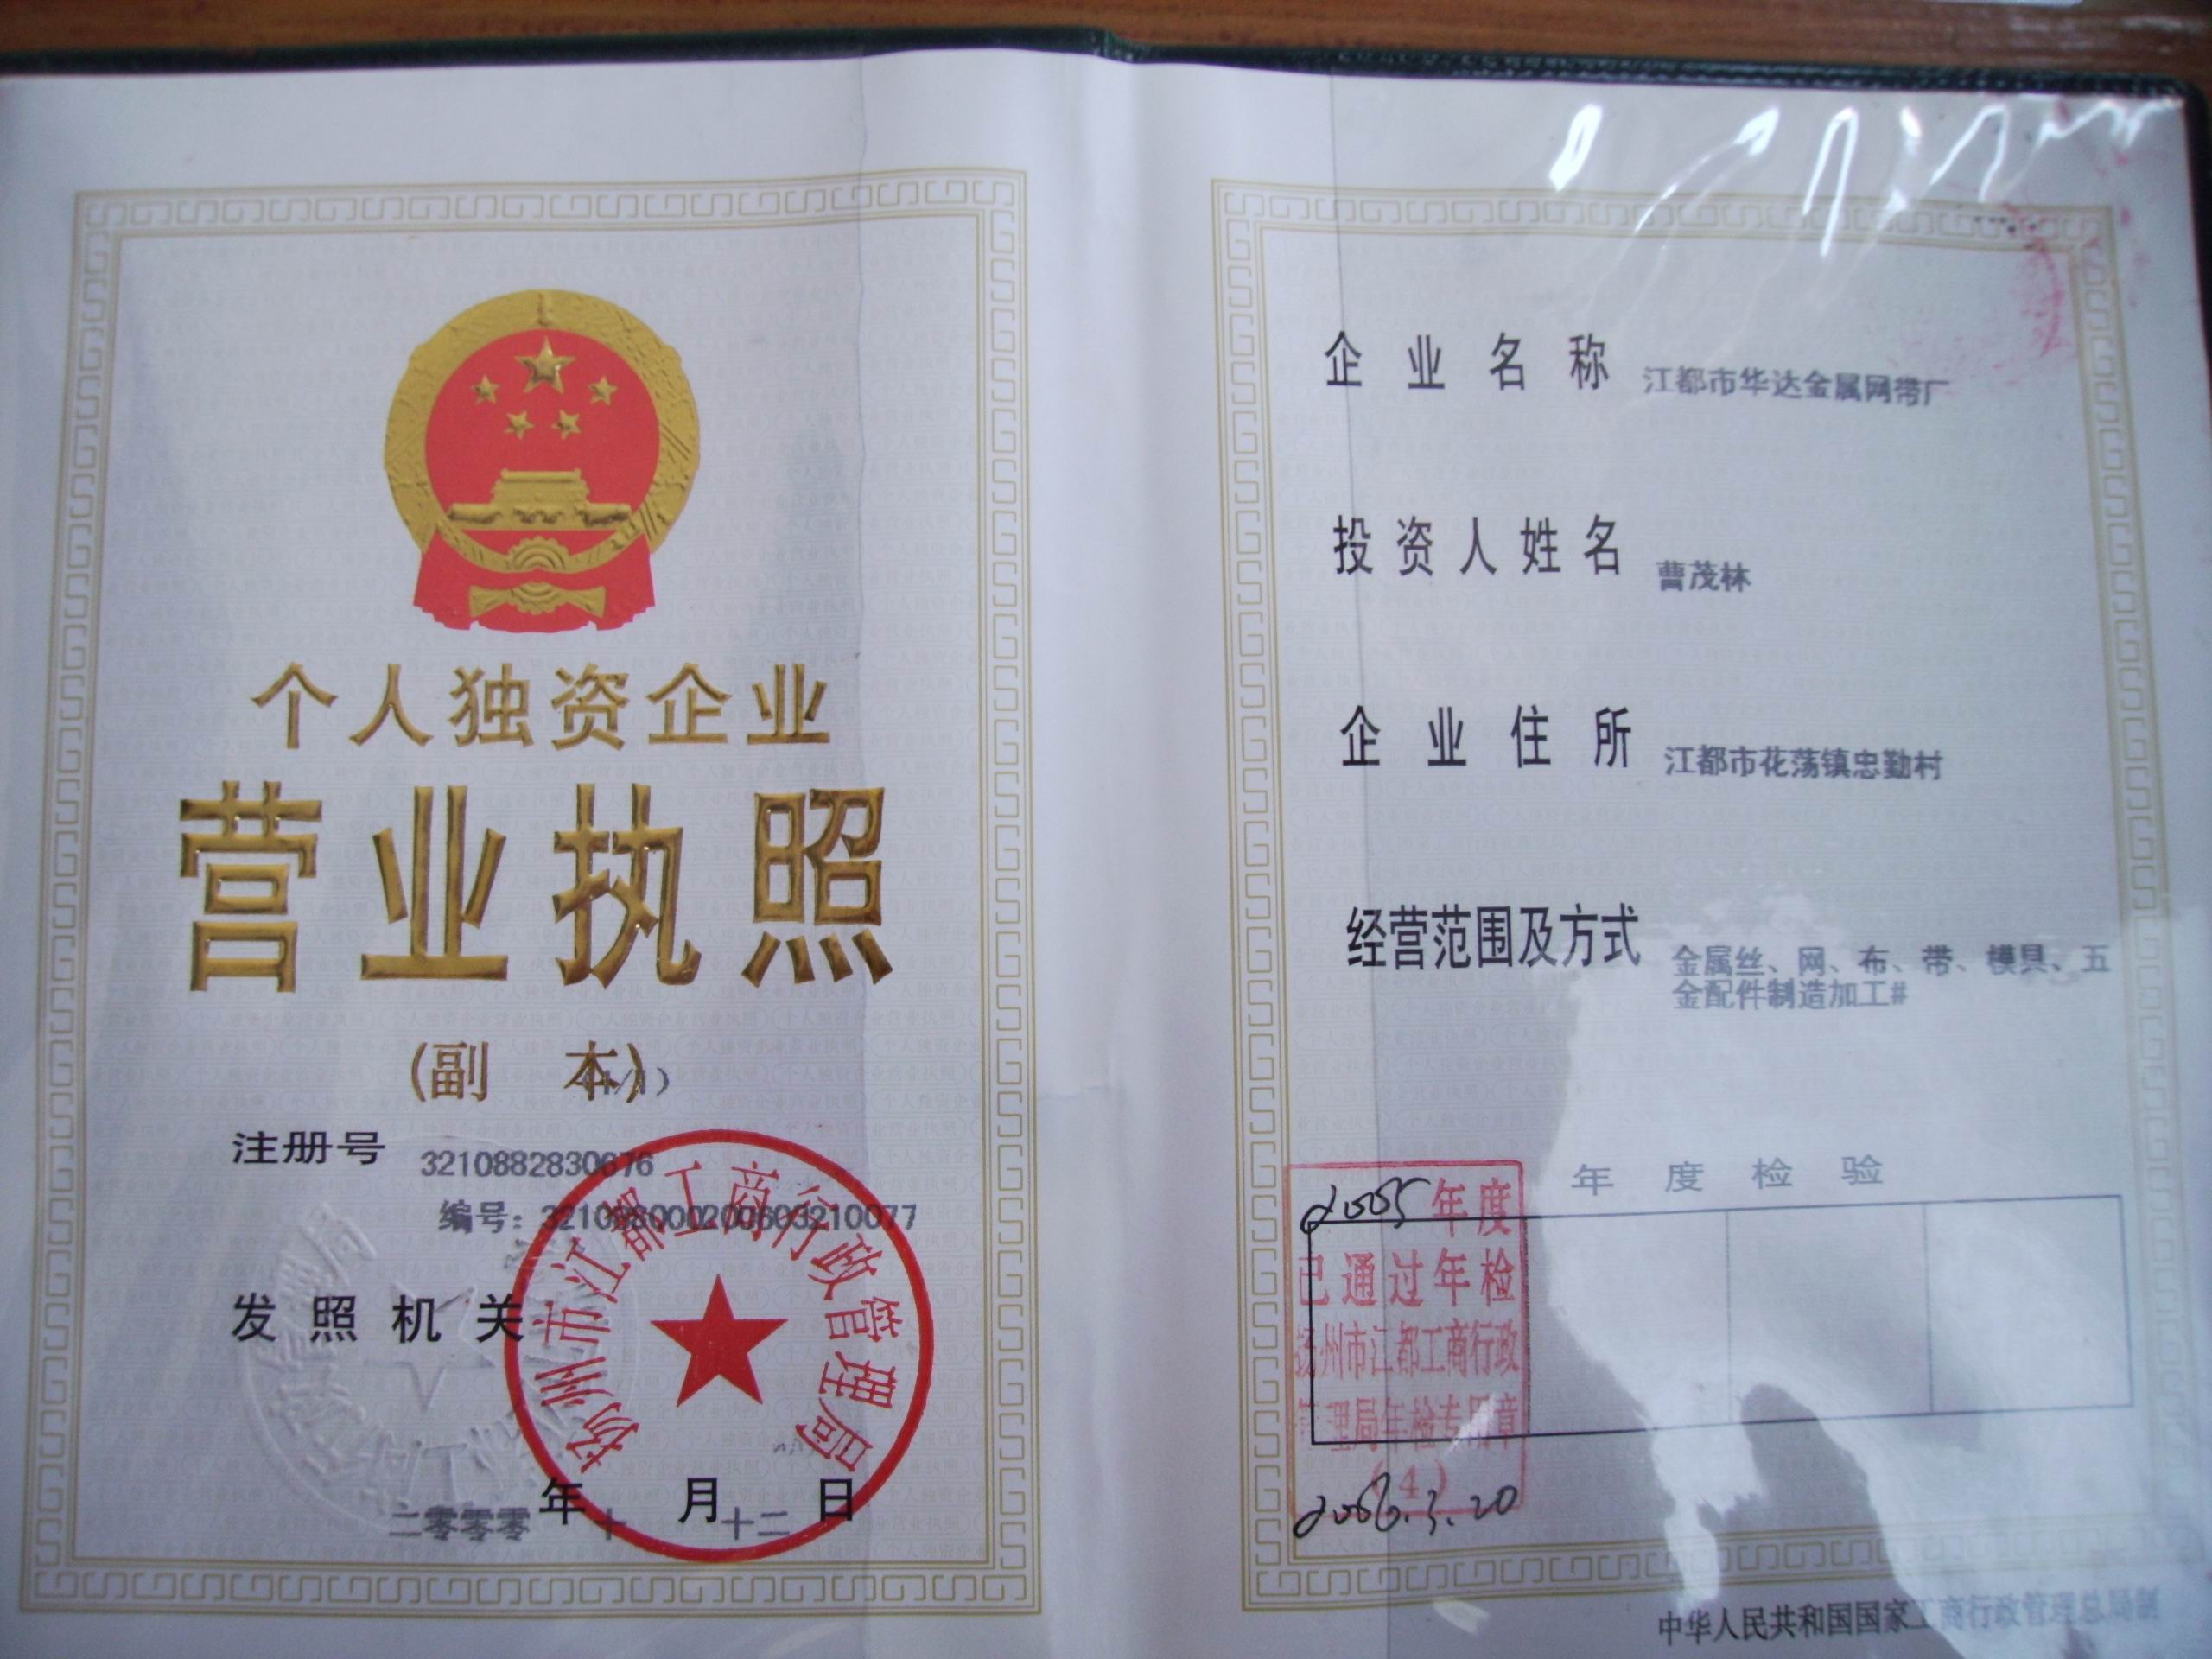 个人独资企业
营业执照
(副 本)
(1/1)
注册号 3210882830676
编号：321088000200603210077
发照机关
扬州市江都工商行政管理局
二零零零年十月十二日
企业名称 江都市华达金属网带厂
投资人姓名 曹茂林
企业住所 江都市花荡镇忠勤村
经营范围及方式 金属丝、网、布、带、模具、五
金配件制造加工#
年度检验
2005年度
已通过年检
扬州市江都工商行政
管理局年检专用章
(4)
2006.3.20
中华人民共和国国家工商行政管理总局制